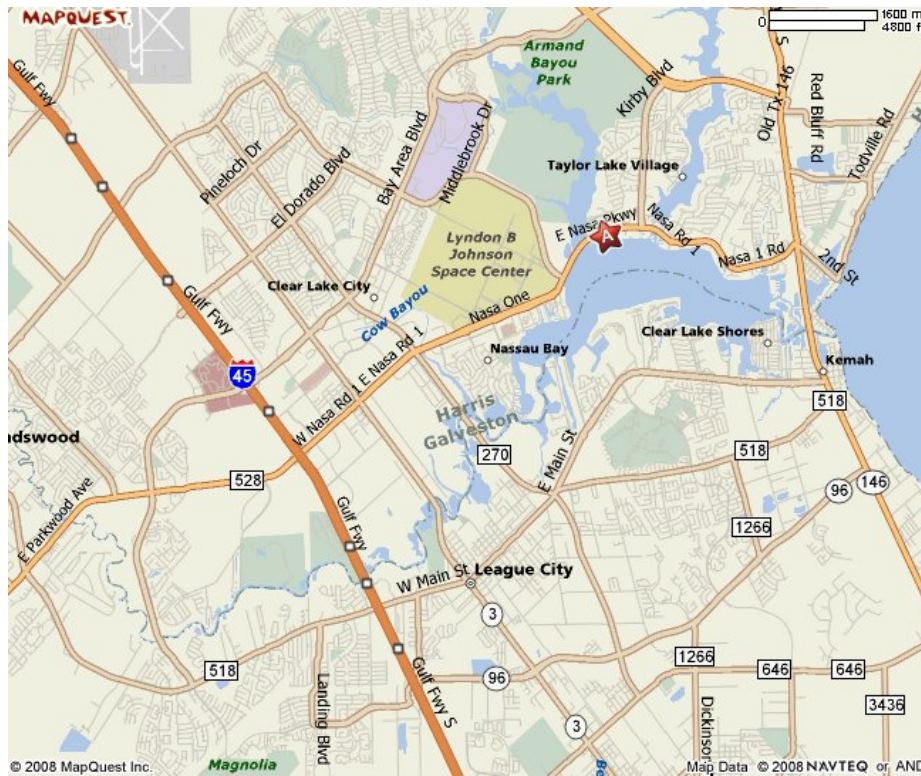 MAPQUEST.
0
1600 m
4800 f
Armand
Bayou
Park
Gulf Fwy
Kirby Blvd
Old Tx-146
S
Red Bluff Rd
Todville Rd
Bay Area Blvd
Middlebrook Dr
Pineloch Dr
El Dorado Blvd
Taylor Lake Village
E Nasa Pkwy
A
Nasa Rd 1
Nasa 1 Rd
2nd St
Lyndon B
Johnson
Space Center
Clear Lake City
Cow Bayou
Nasa One
Gulf Fwy
Clear Lake Shores
Nassau Bay
Kemah
45
W Nasa Rd 1
E Nasa Rd 1
518
Harris
Galveston
dswood
270
E Main St
518
528
146
96
E Parkwood Ave
Gulf Fwy
1266
W Main St
League City
3
518
1266
646
646
96
Landing Blvd
Gulf Fwy S
3
Dickinson
3436
Be
© 2008 MapQuest Inc.
Magnolia
Map Data © 2008 NAVTEQ or AND